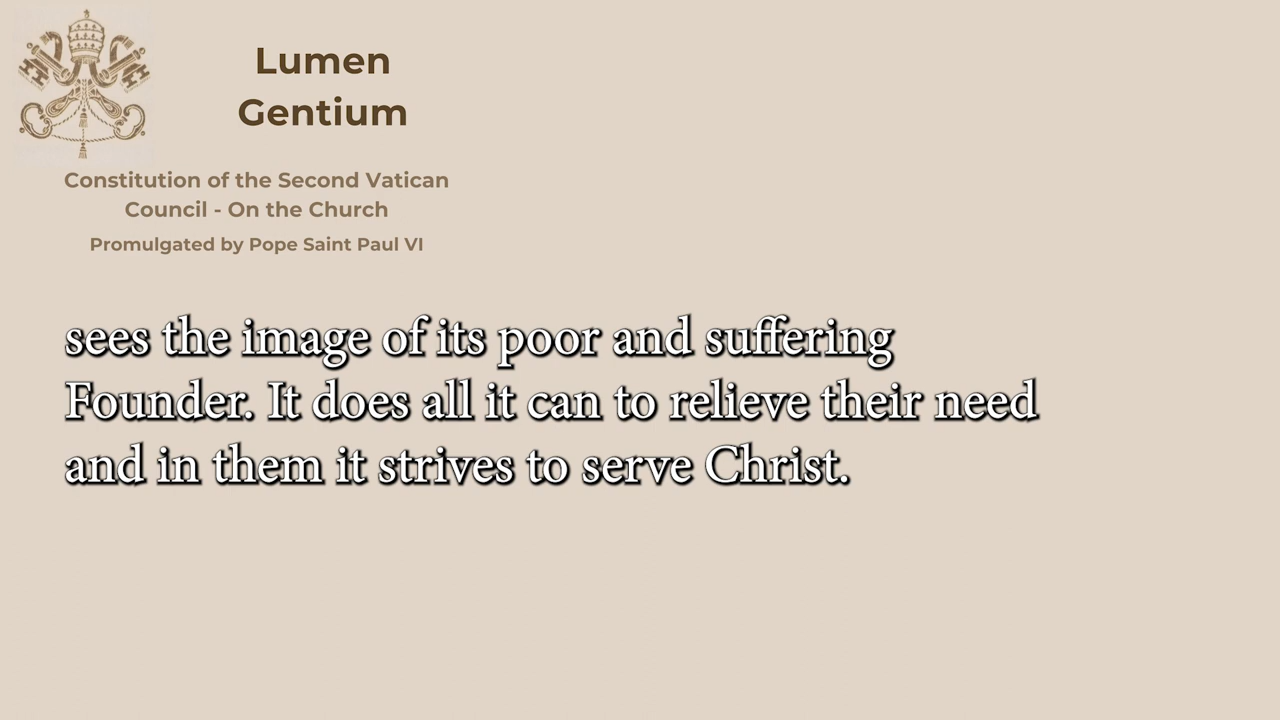 Lumen
Gentium
Constitution of the Second Vatican
Council - On the Church
Promulgated by Pope Saint Paul VI
sees the image of its poor and suffering
Founder. It does all it can to relieve their need
and in them it strives to serve Christ.